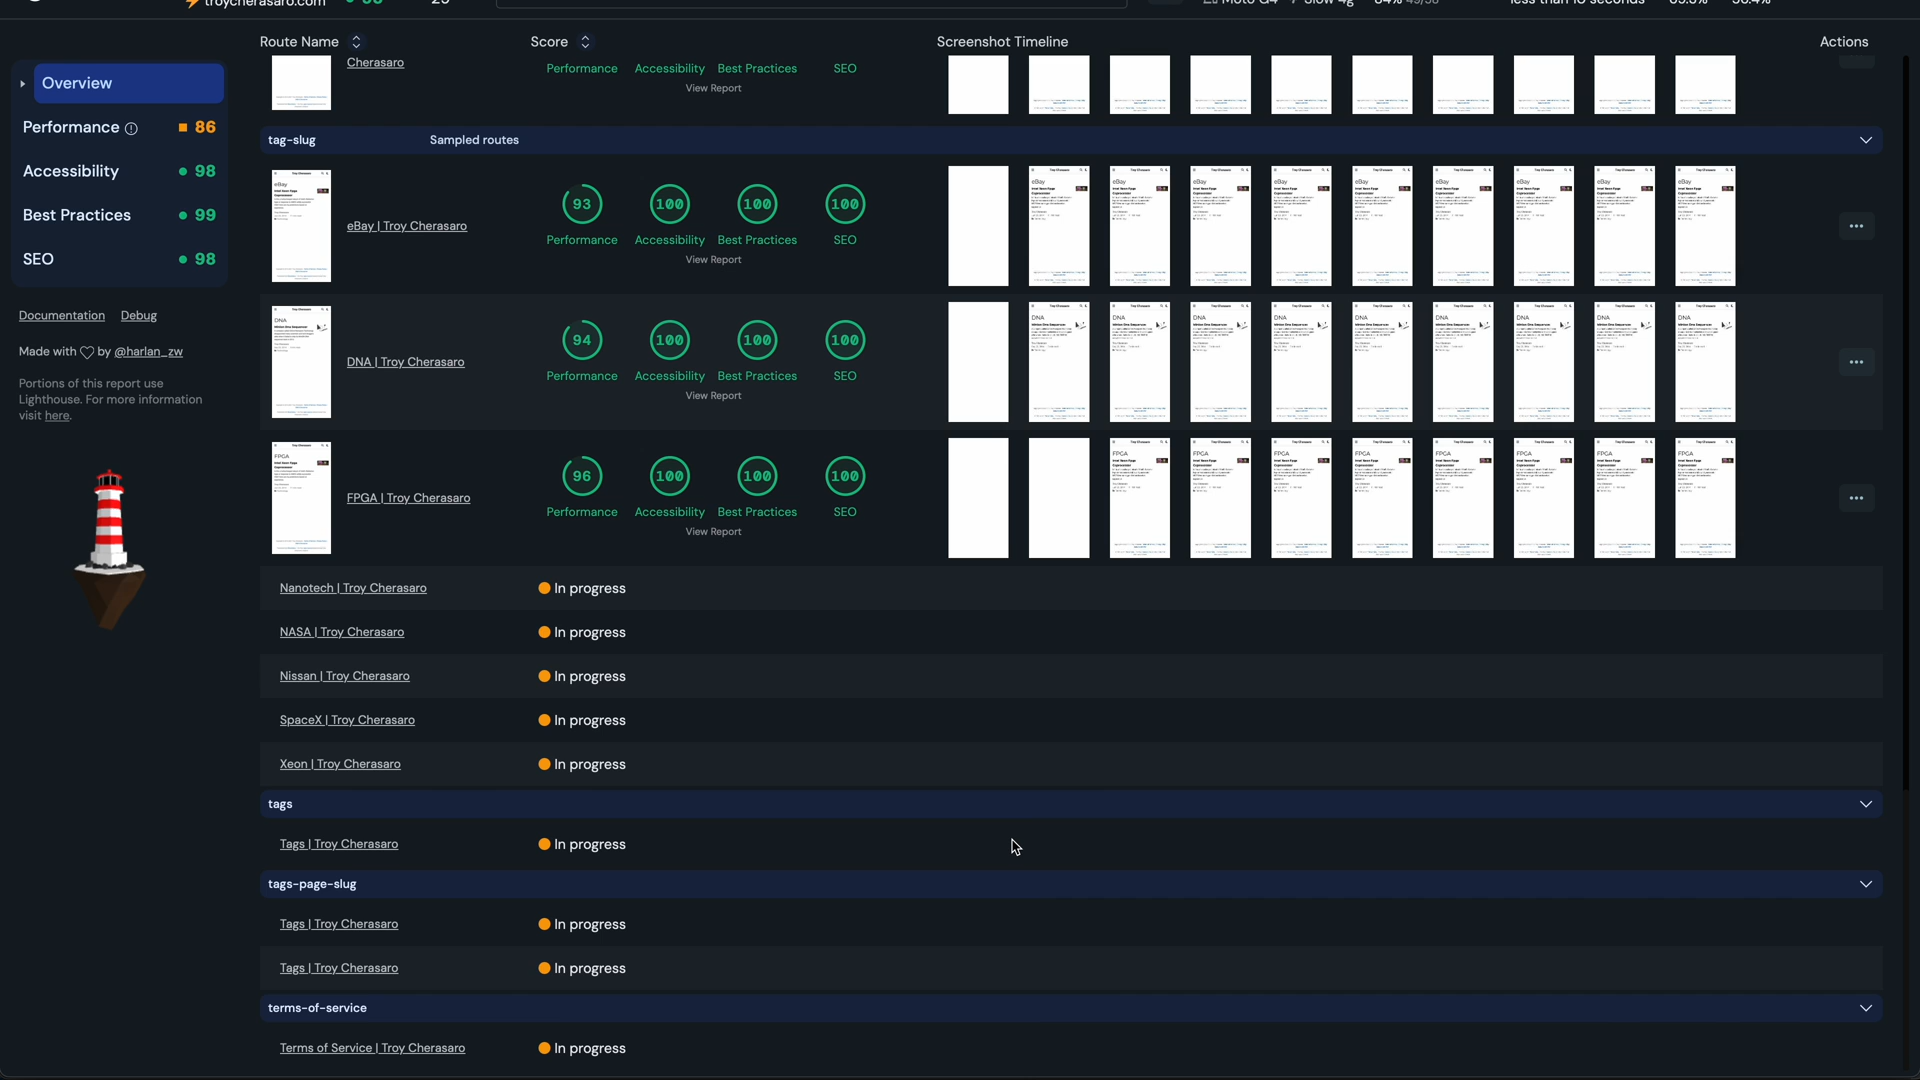 troycherasaro.com
Route Name
Score
Screenshot Timeline
Actions
Overview
Performance 86
Accessibility 98
Best Practices 99
SEO 98
Documentation
Debug
Made with by @harlan_zw
Portions of this report use
Lighthouse. For more information
visit here.
Cherasaro
Performance Accessibility Best Practices SEO
View Report
tag-slug
Sampled routes
eBay | Troy Cherasaro
93 100 100 100
Performance Accessibility Best Practices SEO
View Report
DNA | Troy Cherasaro
94 100 100 100
Performance Accessibility Best Practices SEO
View Report
FPGA | Troy Cherasaro
96 100 100 100
Performance Accessibility Best Practices SEO
View Report
Nanotech | Troy Cherasaro In progress
NASA | Troy Cherasaro In progress
Nissan | Troy Cherasaro In progress
SpaceX | Troy Cherasaro In progress
Xeon | Troy Cherasaro In progress
tags
Tags | Troy Cherasaro In progress
tags-page-slug
Tags | Troy Cherasaro In progress
Tags | Troy Cherasaro In progress
terms-of-service
Terms of Service | Troy Cherasaro In progress